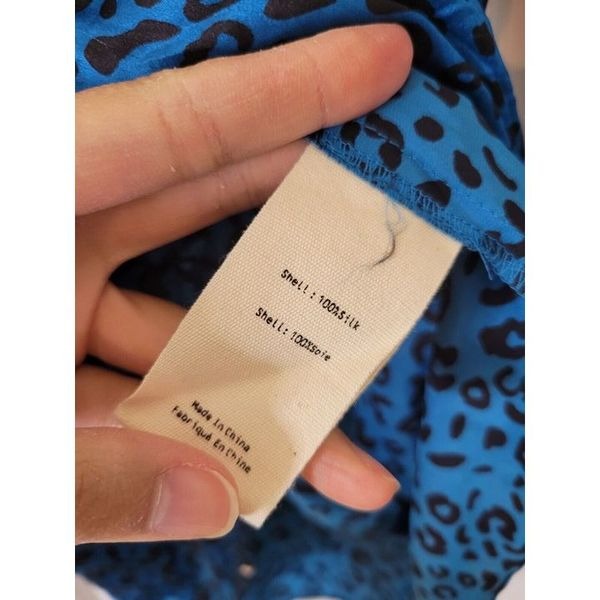 Shell: 100%Silk
Shell: 100%Soie
Made In China
Fabriqué En Chine